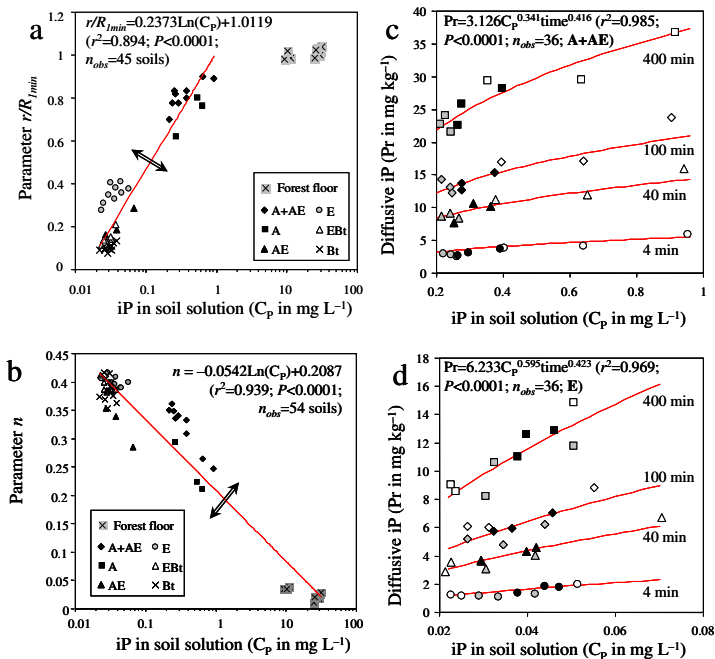 a
r/R1min=0.2373Ln(CP)+1.0119
(r²=0.894; P<0.0001;
nobs=45 soils)
Parameter r/R1min
1.2
1
0.8
0.6
0.4
0.2
0
Forest floor
A+AE
E
A
EBt
AE
Bt
0.01
0.1
1
10
100
iP in soil solution (CP in mg L⁻¹)
c
Pr=3.126CP^0.341time^0.416 (r²=0.985;
P<0.0001; nobs=36; A+AE)
Diffusive iP (Pr in mg kg⁻¹)
40
35
30
25
20
15
10
5
0
400 min
100 min
40 min
4 min
0.2
0.4
0.6
0.8
1
iP in soil solution (CP in mg L⁻¹)
b
n = −0.0542Ln(CP)+0.2087
(r²=0.939; P<0.0001;
nobs=54 soils)
Parameter n
0.45
0.4
0.35
0.3
0.25
0.2
0.15
0.1
0.05
0
Forest floor
A+AE
E
A
EBt
AE
Bt
0.01
0.1
1
10
100
iP in soil solution (CP in mg L⁻¹)
d
Pr=6.233CP^0.595time^0.423 (r²=0.969;
P<0.0001; nobs=36; E)
Diffusive iP (Pr in mg kg⁻¹)
18
16
14
12
10
8
6
4
2
0
400 min
100 min
40 min
4 min
0.02
0.04
0.06
0.08
iP in soil solution (CP in mg L⁻¹)